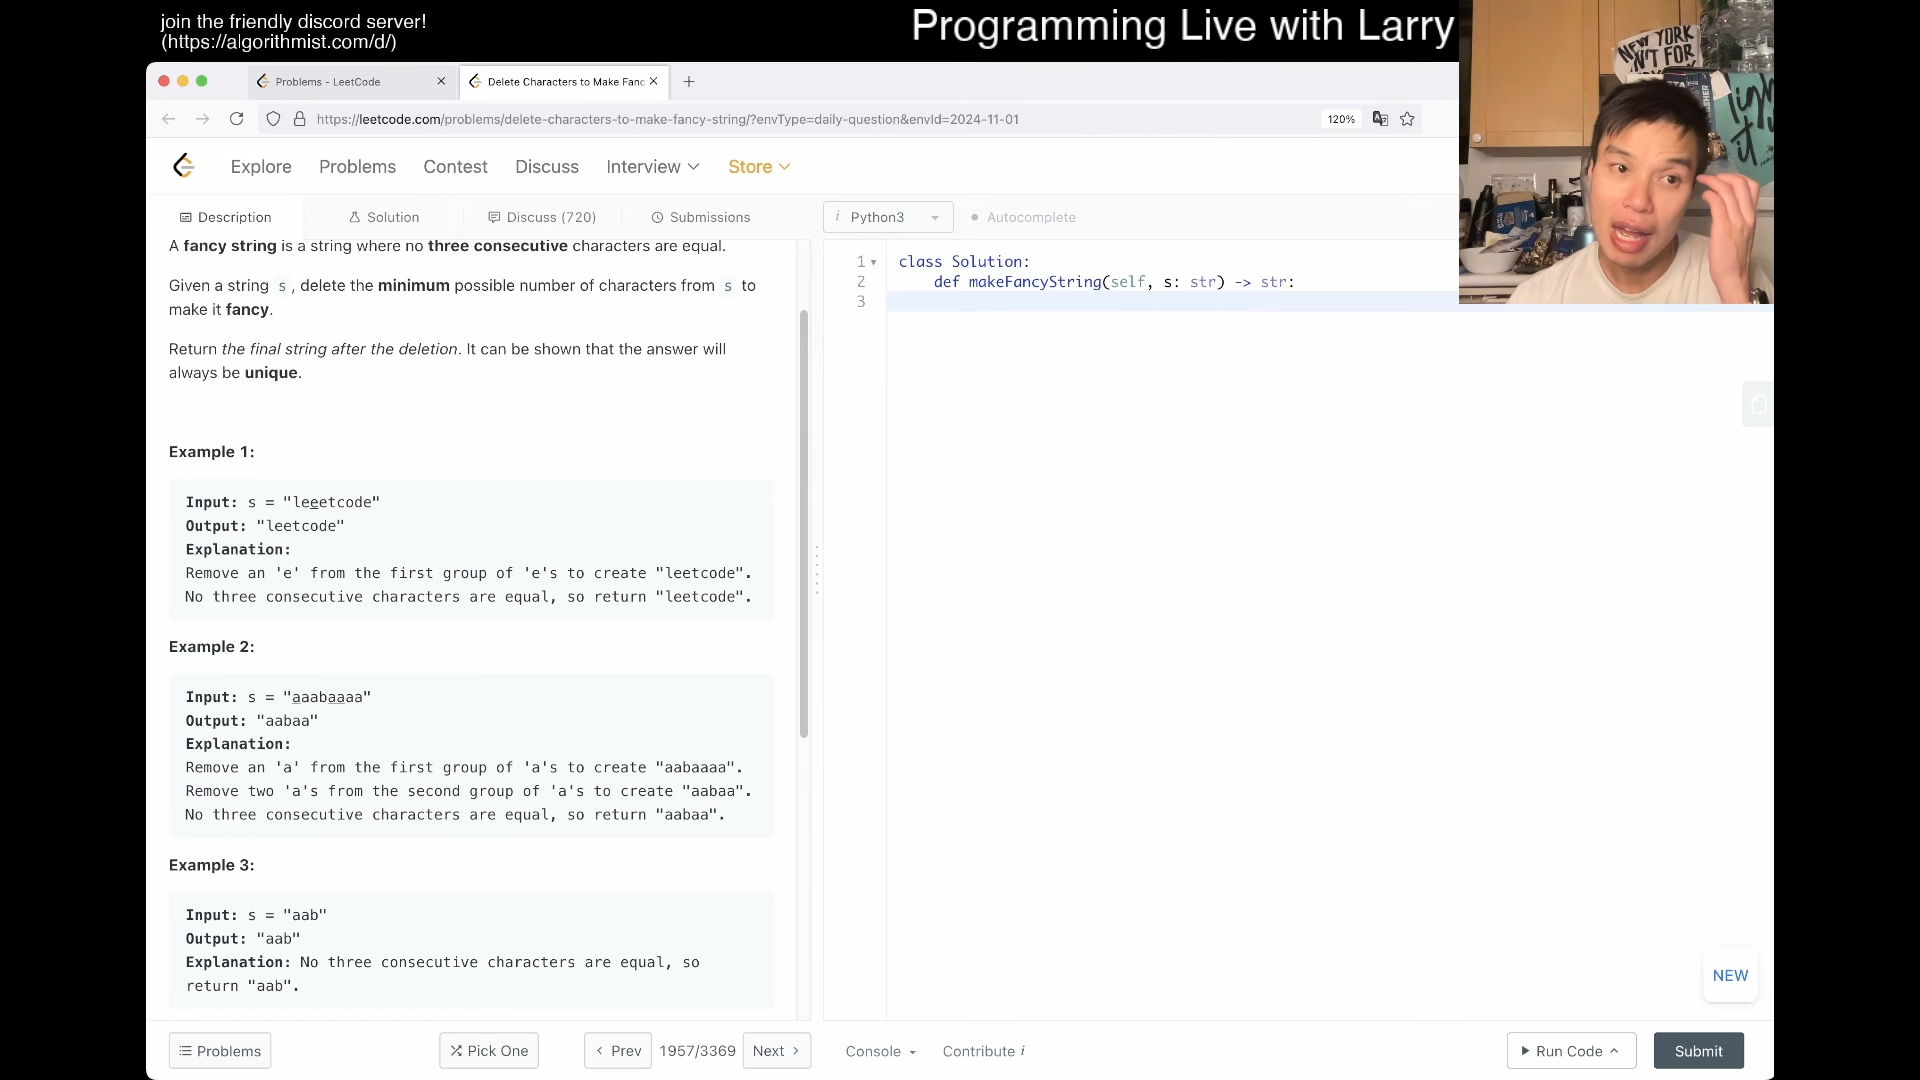 join the friendly discord server!
(https://algorithmist.com/d/)
Programming Live with Larry
NEW YORK
Problems - LeetCode
Delete Characters to Make Fanc
https://leetcode.com/problems/delete-characters-to-make-fancy-string/?envType=daily-question&envId=2024-11-01
120%
Explore
Problems
Contest
Discuss
Interview
Store
Description
Solution
Discuss (720)
Submissions
i Python3
Autocomplete
A fancy string is a string where no three consecutive characters are equal.
Given a string s, delete the minimum possible number of characters from s to
make it fancy.
Return the final string after the deletion. It can be shown that the answer will
always be unique.
Example 1:
Input: s = "leeetcode"
Output: "leetcode"
Explanation:
Remove an 'e' from the first group of 'e's to create "leetcode".
No three consecutive characters are equal, so return "leetcode".
Example 2:
Input: s = "aaabaaaa"
Output: "aabaa"
Explanation:
Remove an 'a' from the first group of 'a's to create "aabaaaa".
Remove two 'a's from the second group of 'a's to create "aabaa".
No three consecutive characters are equal, so return "aabaa".
Example 3:
Input: s = "aab"
Output: "aab"
Explanation: No three consecutive characters are equal, so
return "aab".
1 class Solution:
2 def makeFancyString(self, s: str) -> str:
3
NEW
Problems
Pick One
Prev
1957/3369
Next
Console
Contribute i
Run Code
Submit